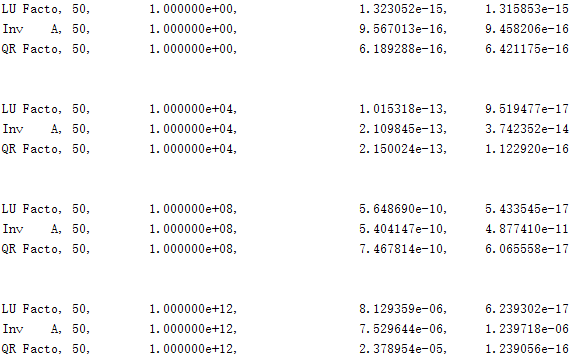 LU Facto, 50, 1.000000e+00, 1.323052e-15, 1.315853e-15
Inv A, 50, 1.000000e+00, 9.567013e-16, 9.458206e-16
QR Facto, 50, 1.000000e+00, 6.189288e-16, 6.421175e-16
LU Facto, 50, 1.000000e+04, 1.015318e-13, 9.519477e-17
Inv A, 50, 1.000000e+04, 2.109845e-13, 3.742352e-14
QR Facto, 50, 1.000000e+04, 2.150024e-13, 1.122920e-16
LU Facto, 50, 1.000000e+08, 5.648690e-10, 5.433545e-17
Inv A, 50, 1.000000e+08, 5.404147e-10, 4.877410e-11
QR Facto, 50, 1.000000e+08, 7.467814e-10, 6.065558e-17
LU Facto, 50, 1.000000e+12, 8.129359e-06, 6.239302e-17
Inv A, 50, 1.000000e+12, 7.529644e-06, 1.239718e-06
QR Facto, 50, 1.000000e+12, 2.378954e-05, 1.239056e-16